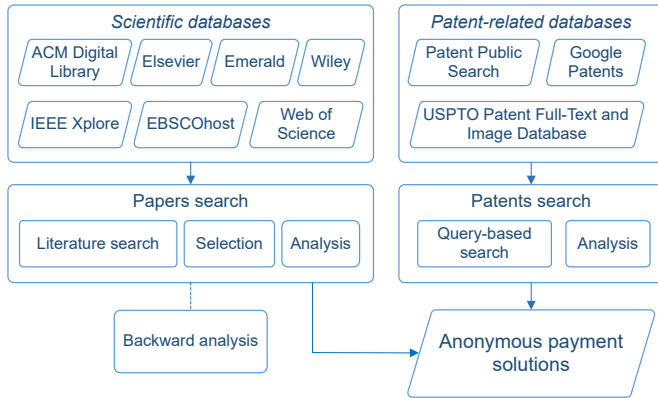 Scientific databases
ACM Digital
Library
Elsevier
Emerald
Wiley
IEEE Xplore
EBSCOhost
Web of
Science
Patent-related databases
Patent Public
Search
Google
Patents
USPTO Patent Full-Text and
Image Database
Papers search
Literature search
Selection
Analysis
Patents search
Query-based
search
Analysis
Backward analysis
Anonymous payment
solutions